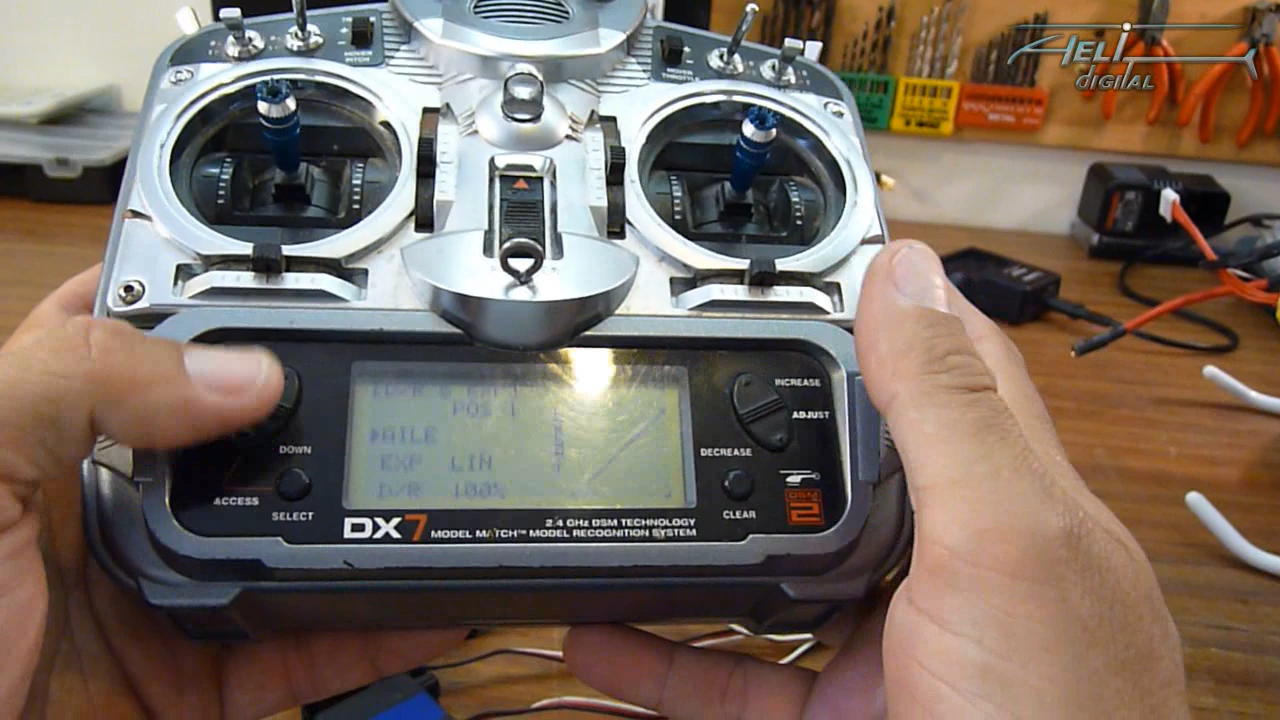 HELI
digital
HOVER
PITCH
HOVER
THROTTLE
POS 1
AILE
EXP LIN
D/R 100%
INCREASE
ADJUST
DECREASE
CLEAR
DOWN
ACCESS
SELECT
DSM
2
DX7
2.4 GHz DSM TECHNOLOGY
MODEL MATCH™ MODEL RECOGNITION SYSTEM